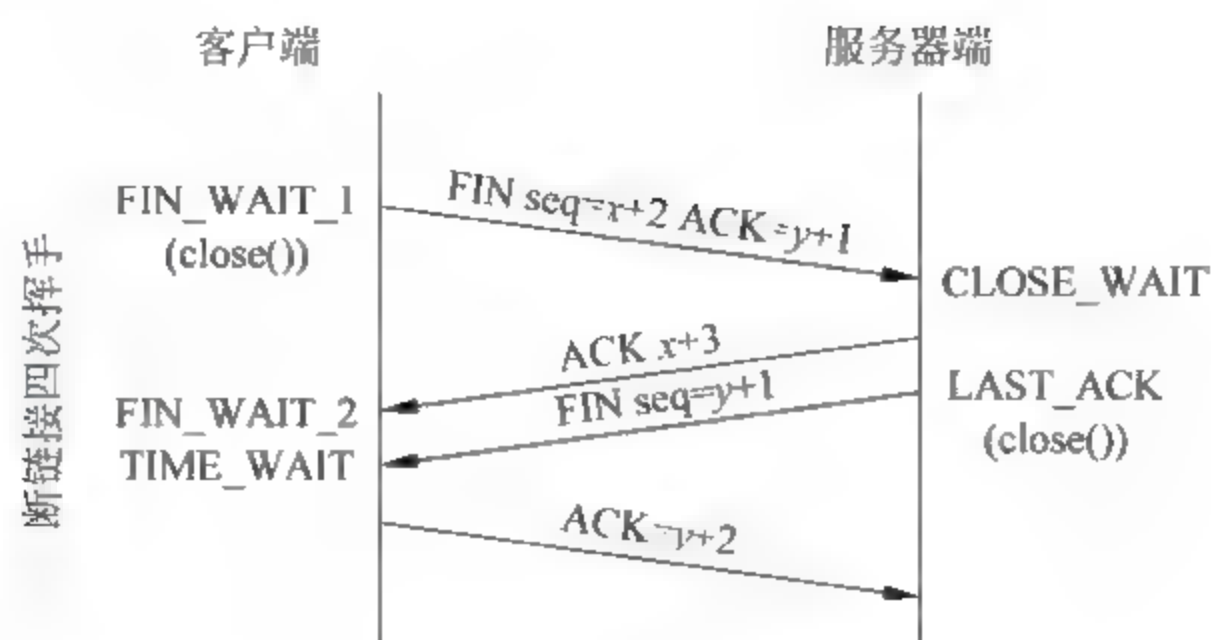 客户端
服务器端
FIN_WAIT_1
(close())
FIN seq=x+2 ACK=y+1
CLOSE_WAIT
断链接四次挥手
ACK x+3
FIN_WAIT_2
FIN seq=y+1
LAST_ACK
(close())
TIME_WAIT
ACK=y+2